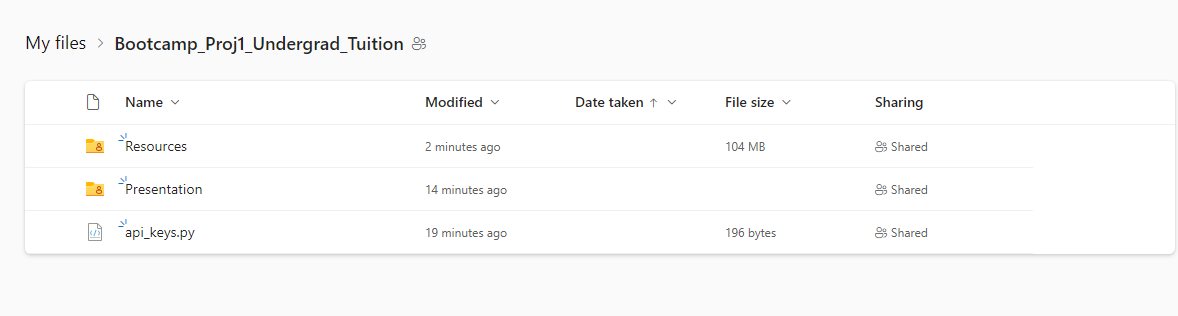 My files > Bootcamp_Proj1_Undergrad_Tuition
Name Modified Date taken ↑ File size Sharing
Resources 2 minutes ago 104 MB Shared
Presentation 14 minutes ago Shared
api_keys.py 19 minutes ago 196 bytes Shared